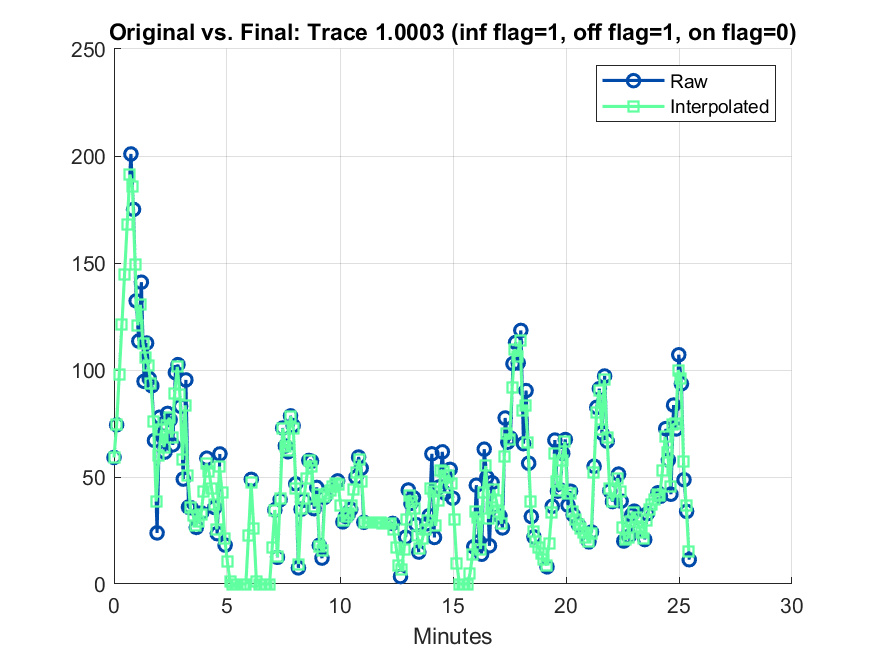 Original vs. Final: Trace 1.0003 (inf flag=1, off flag=1, on flag=0)
250
Raw
Interpolated
200
150
100
50
0
0 5 10 15 20 25 30
Minutes